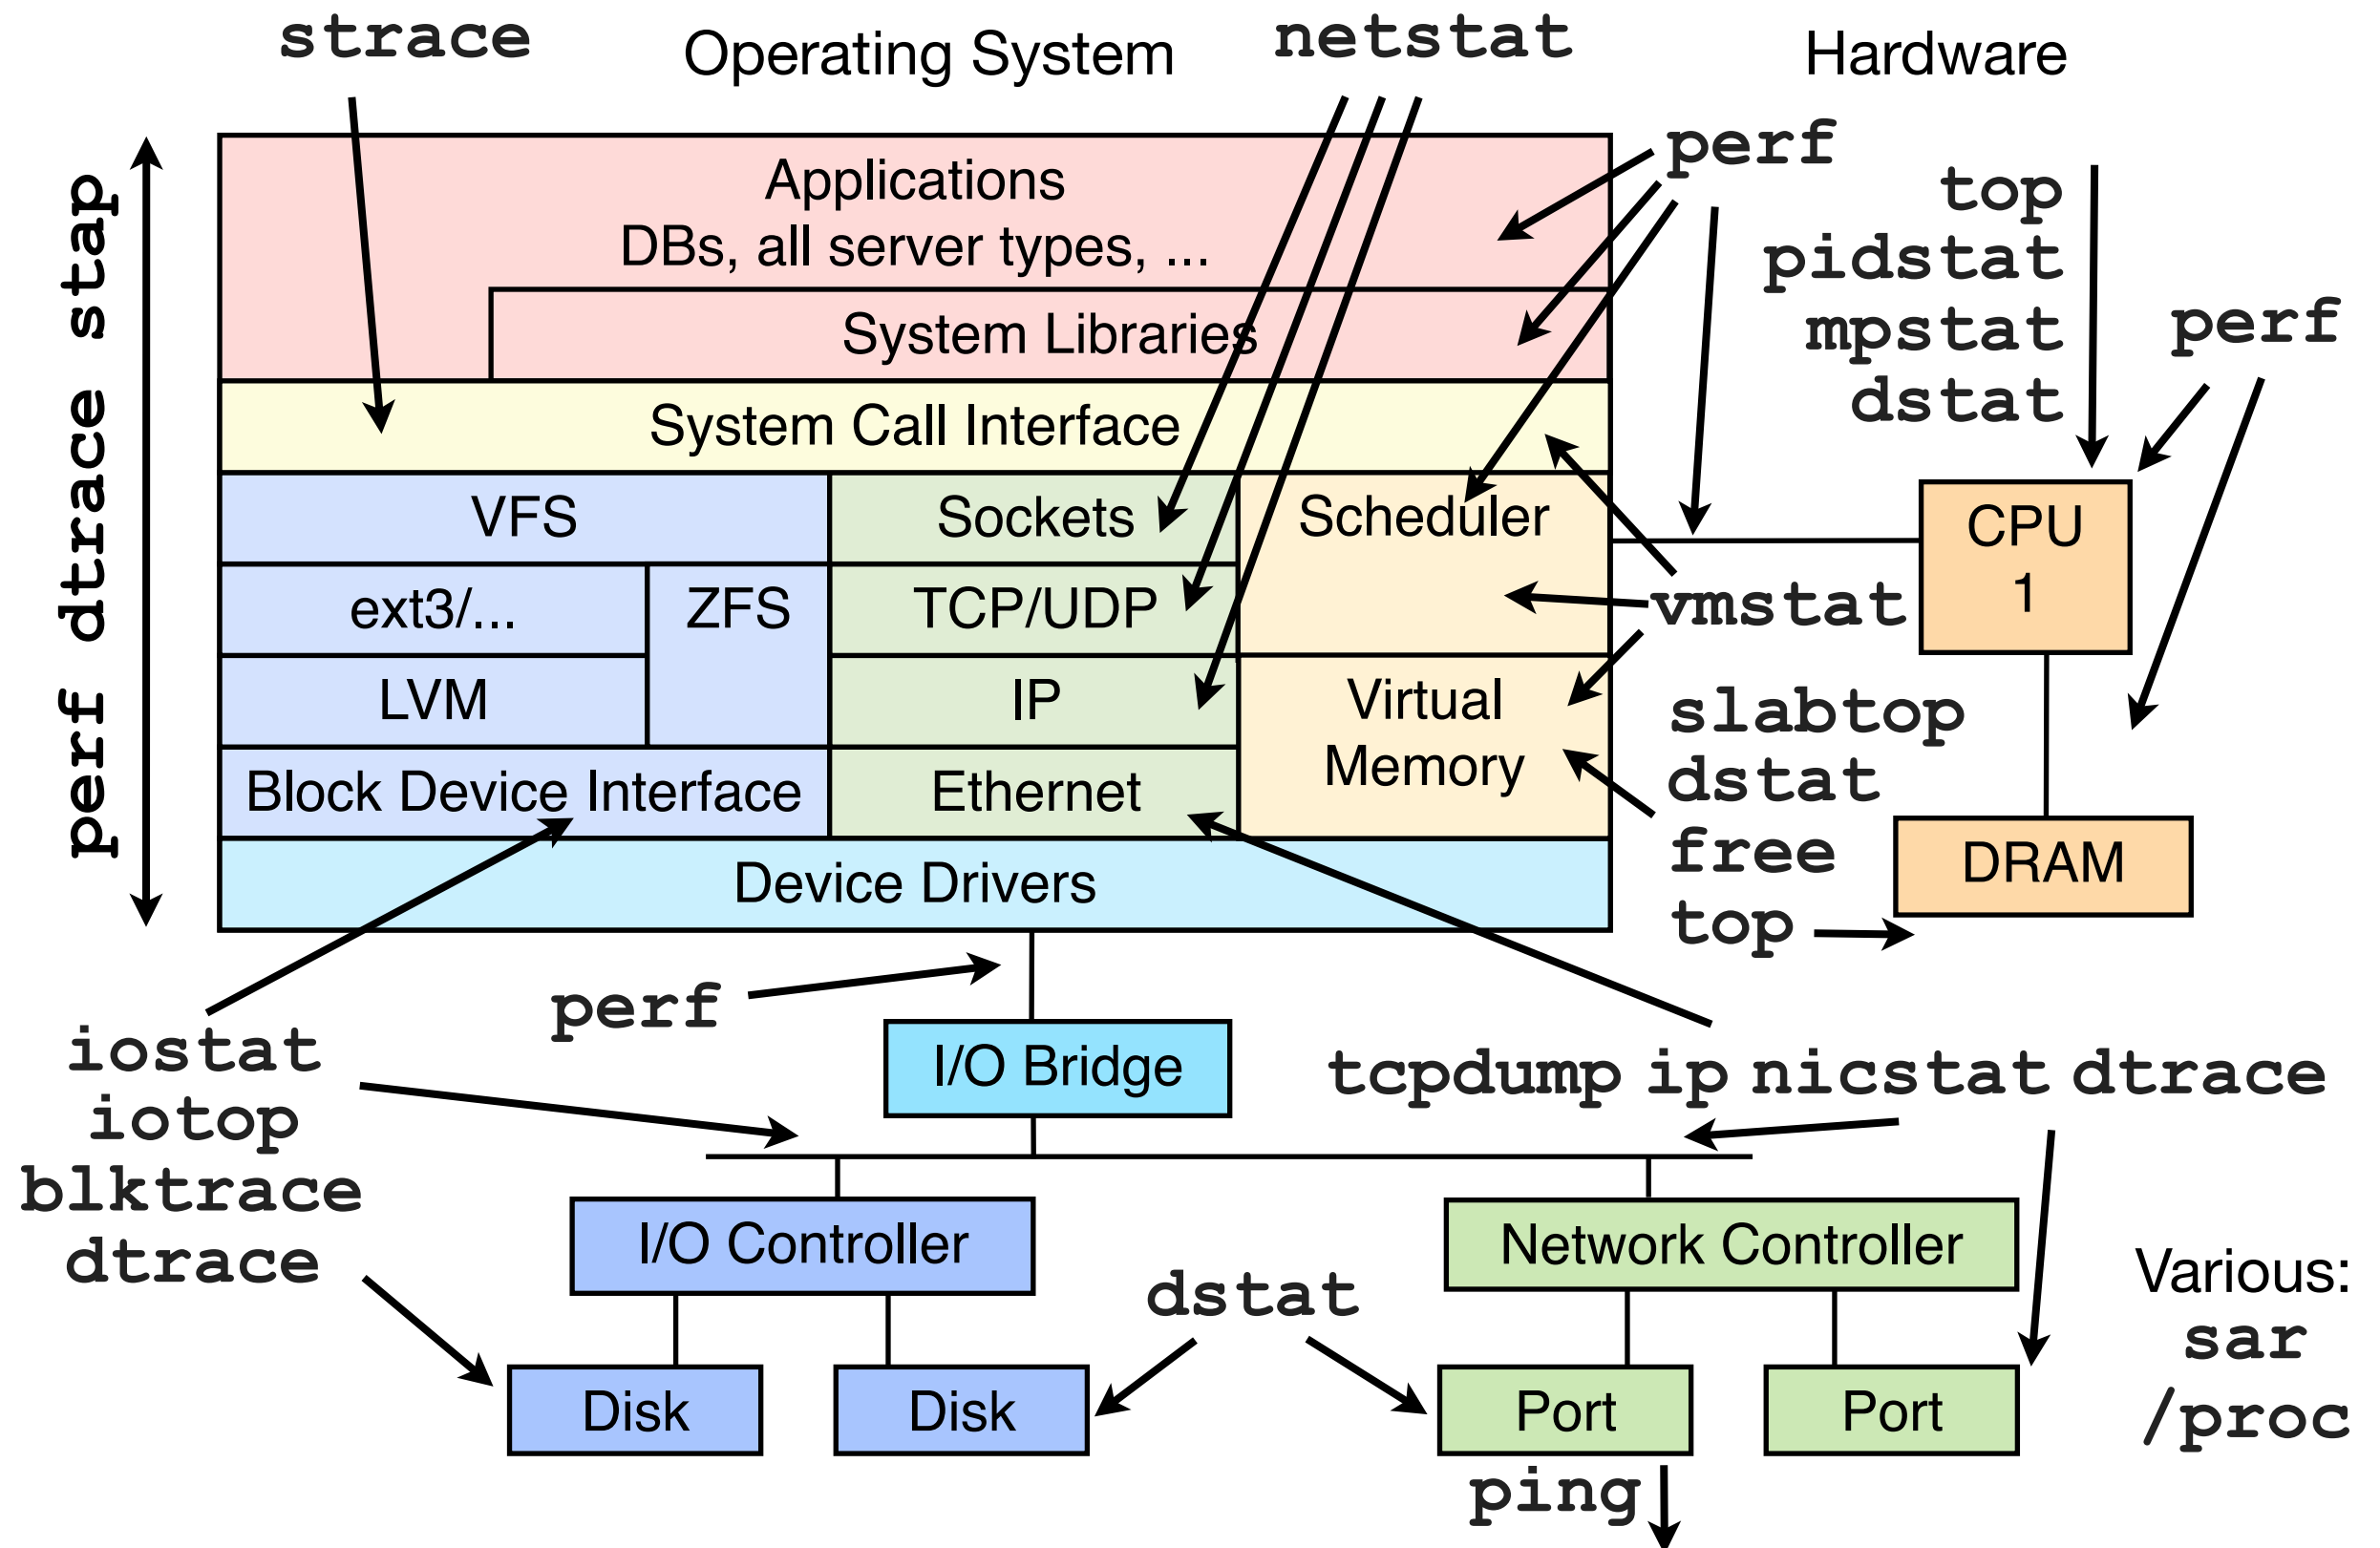 strace
Operating System
netstat
Hardware
perf
top
pidstat
mpstat
dstat
perf
perf dtrace stap
Applications
DBs, all server types, ...
System Libraries
System Call Interface
VFS
Sockets
Scheduler
ext3/...
ZFS
TCP/UDP
LVM
IP
Virtual
Memory
Block Device Interface
Ethernet
Device Drivers
CPU
1
vmstat
slabtop
dstat
free
top
DRAM
perf
I/O Bridge
iostat
iotop
blktrace
dtrace
tcpdump ip nicstat dtrace
I/O Controller
Network Controller
dstat
Disk
Disk
Port
Port
ping
Various:
sar
/proc